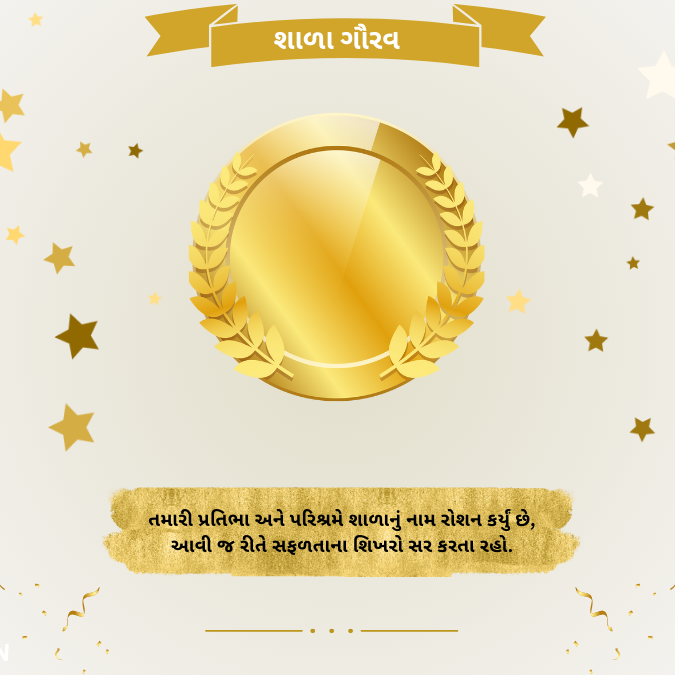 શાળા ગૌરવ
તમારી પ્રતિભા અને પરિશ્રમે શાળાનું નામ રોશન કર્યું છે,
આવી જ રીતે સફળતાના શિખરો સર કરતા રહો.
N